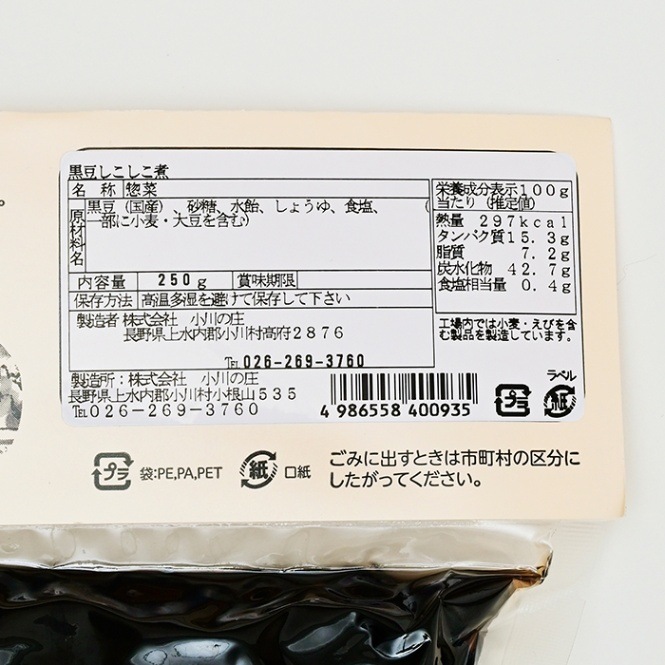 黒豆しこしこ煮
名 称 惣菜
原材料名 黒豆（国産）　砂糖、水飴、しょうゆ、食塩、　（
一部に小麦・大豆を含む）
内容量 250g 賞味期限
保存方法 高温多湿を避けて保存して下さい
製造者 株式会社　小川の庄
長野県上水内郡小川村高府2876
℡026-269-3760
製造所：株式会社　小川の庄
長野県上水内郡小川村小根山535
℡026-269-3760
栄養成分表示100g
当たり（推定値）
熱量 297kcal
タンパク質15.3g
脂質 7.2g
炭水化物 42.7g
食塩相当量 0.4g
工場内では小麦・えびを含
む製品を製造しています。
4 986558 400935
プラ
ラベル
紙
プラ 袋:PE,PA,PET
紙 口紙
ごみに出すときは市町村の区分に
したがってください。